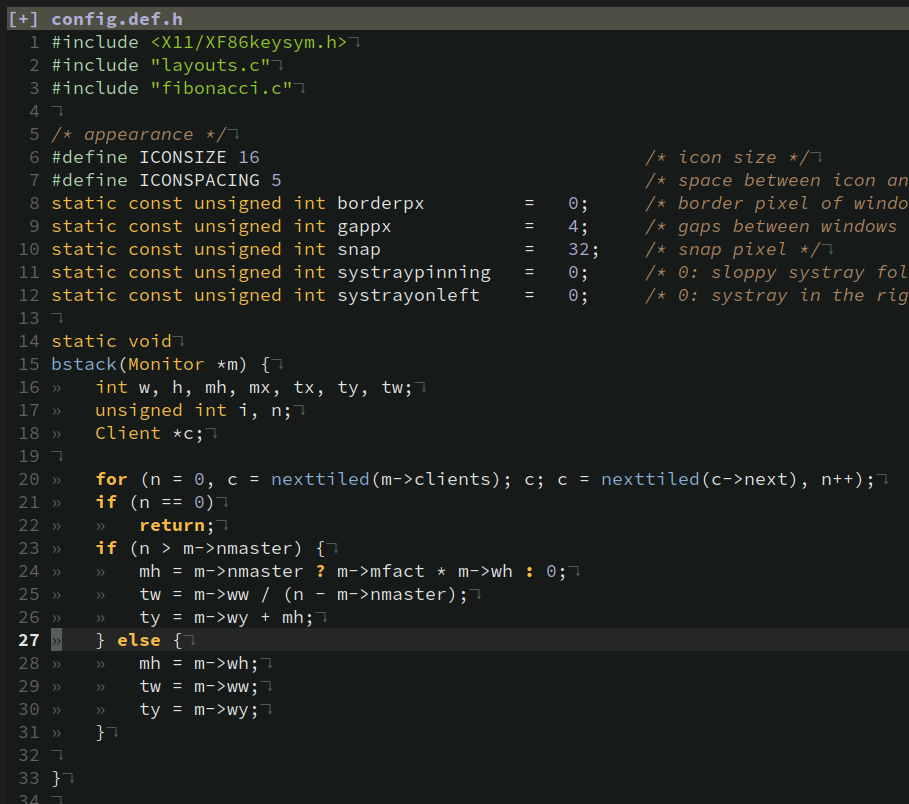 [+] config.def.h
1 #include <X11/XF86keysym.h>
2 #include "layouts.c"
3 #include "fibonacci.c"
4
5 /* appearance */
6 #define ICONSIZE 16 /* icon size */
7 #define ICONSPACING 5 /* space between icon an
8 static const unsigned int borderpx = 0; /* border pixel of windo
9 static const unsigned int gappx = 4; /* gaps between windows
10 static const unsigned int snap = 32; /* snap pixel */
11 static const unsigned int systraypinning = 0; /* 0: sloppy systray fol
12 static const unsigned int systrayonleft = 0; /* 0: systray in the rig
13
14 static void
15 bstack(Monitor *m) {
16 » int w, h, mh, mx, tx, ty, tw;
17 » unsigned int i, n;
18 » Client *c;
19
20 » for (n = 0, c = nexttiled(m->clients); c; c = nexttiled(c->next), n++);
21 » if (n == 0)
22 » » return;
23 » if (n > m->nmaster) {
24 » » mh = m->nmaster ? m->mfact * m->wh : 0;
25 » » tw = m->ww / (n - m->nmaster);
26 » » ty = m->wy + mh;
27 » } else {
28 » » mh = m->wh;
29 » » tw = m->ww;
30 » » ty = m->wy;
31 » }
32
33 }
34